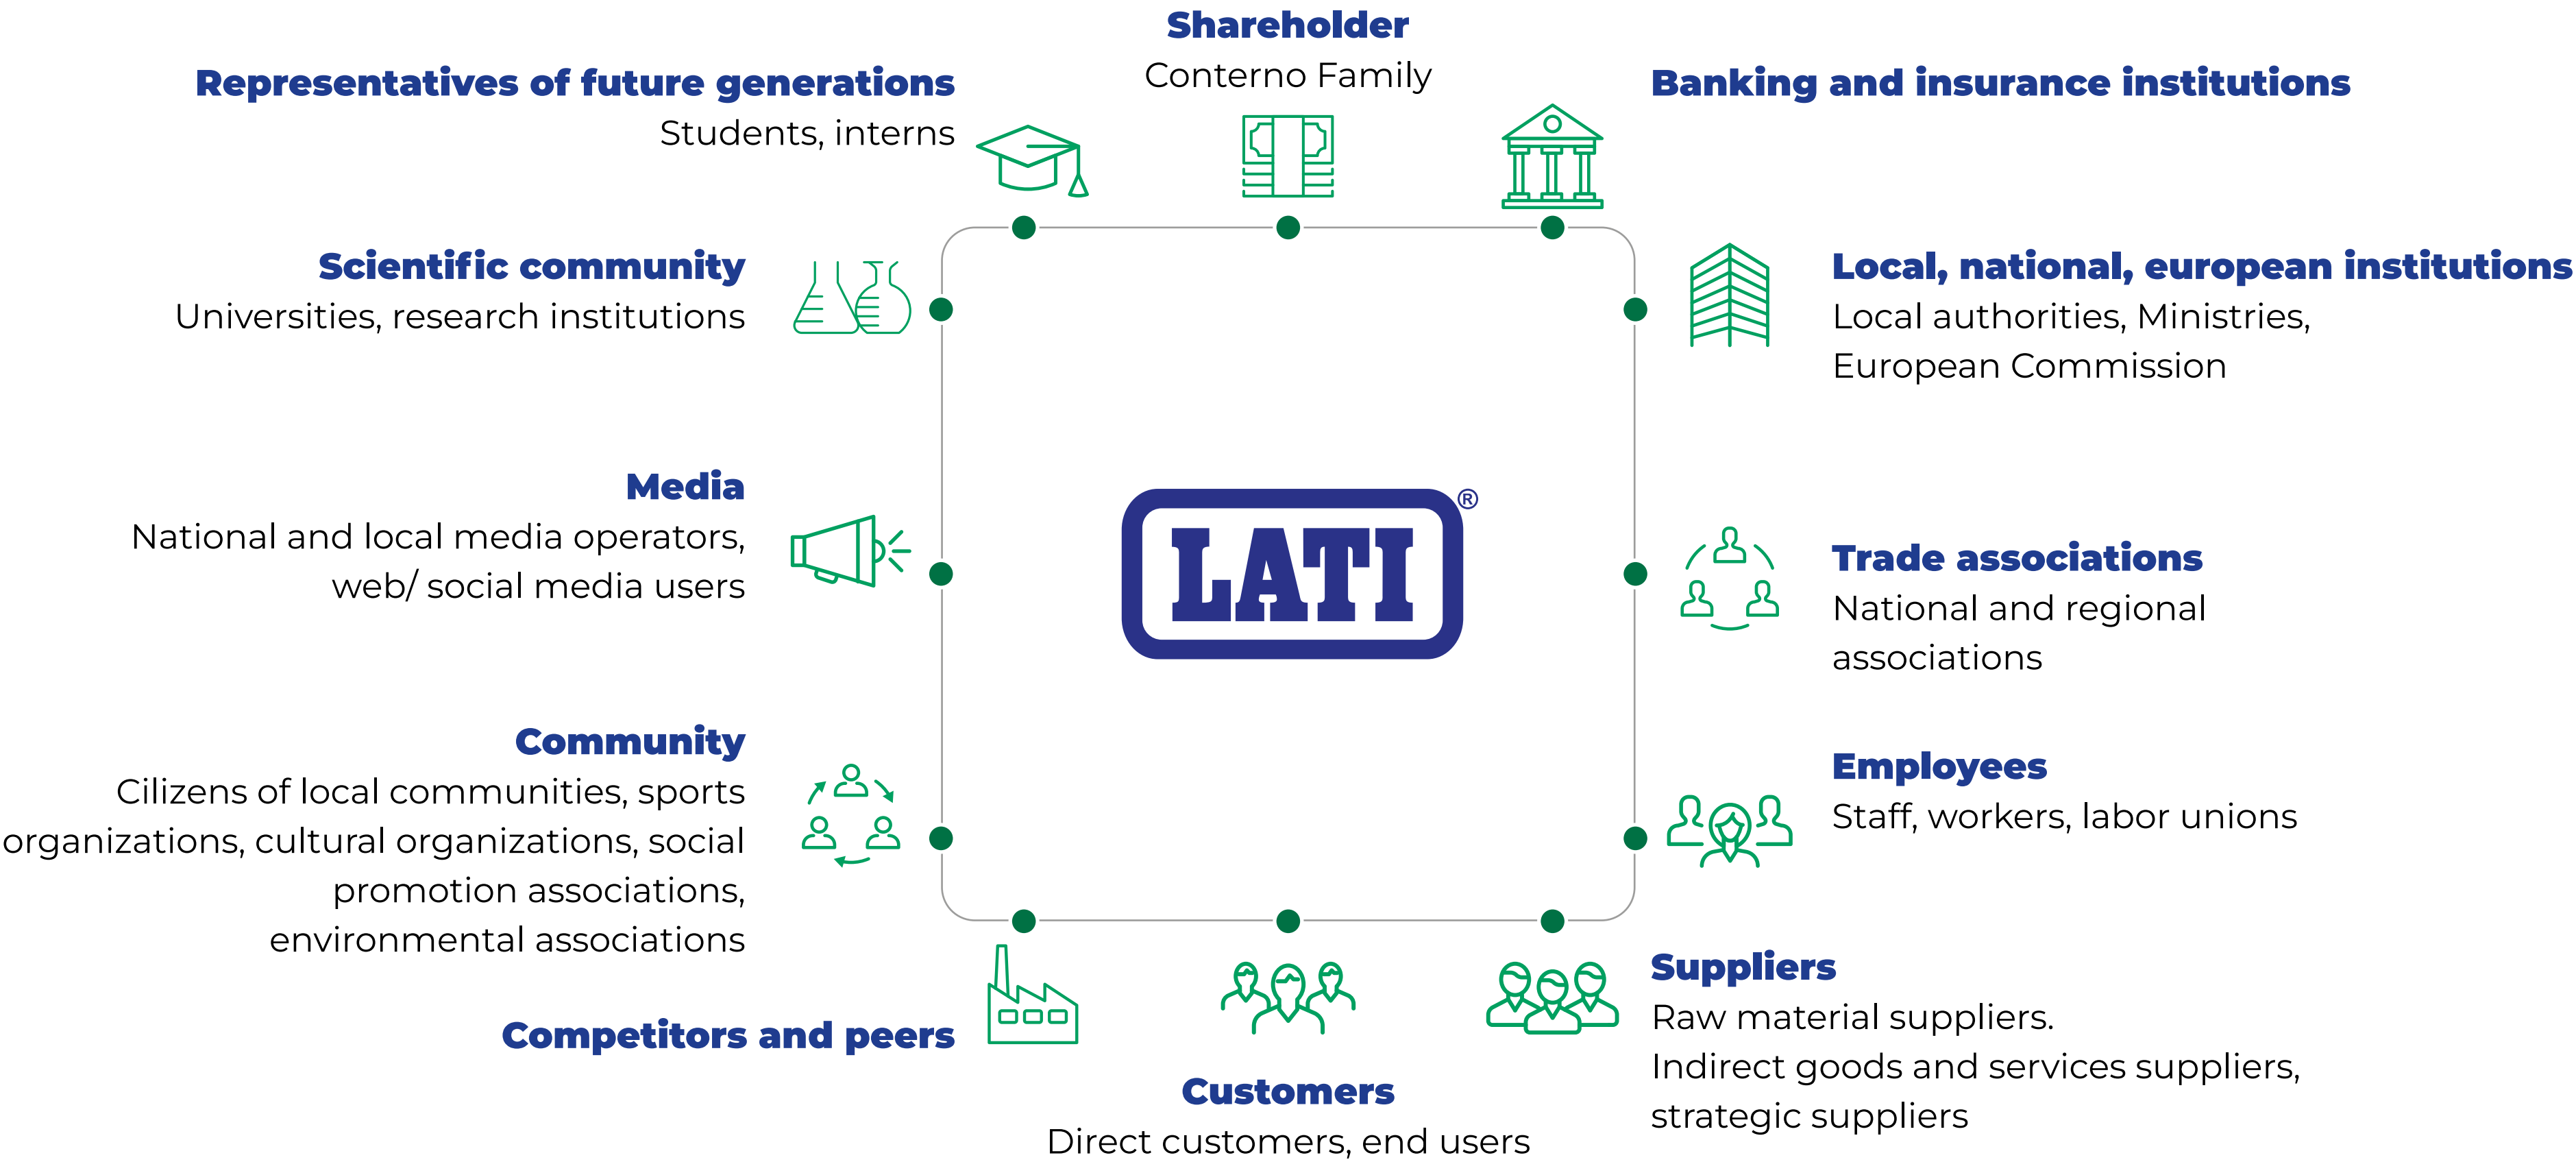 Shareholder
Conterno Family
Representatives of future generations
Students, interns
Banking and insurance institutions
Scientific community
Universities, research institutions
Local, national, european institutions
Local authorities, Ministries,
European Commission
Media
National and local media operators,
web/ social media users
LATI®
Trade associations
National and regional
associations
Community
Cilizens of local communities, sports
organizations, cultural organizations, social
promotion associations,
environmental associations
Employees
Staff, workers, labor unions
Competitors and peers
Customers
Direct customers, end users
Suppliers
Raw material suppliers.
Indirect goods and services suppliers,
strategic suppliers